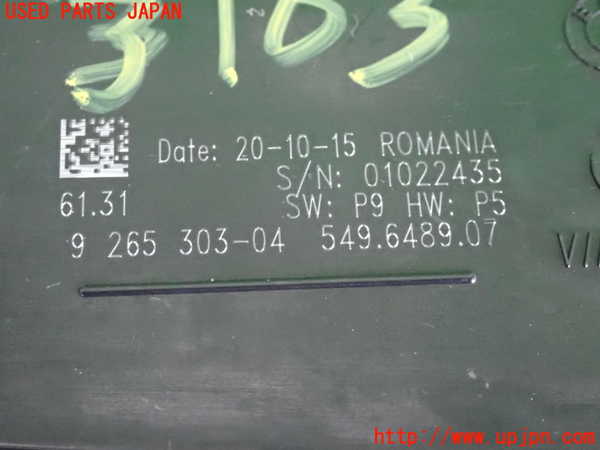 USED PARTS JAPAN
3103
Date: 20-10-15 ROMANIA
S/N: 01022435
61.31
SW: P9 HW: P5
9 265 303-04 549.6489.07
http://www.upjpn.com